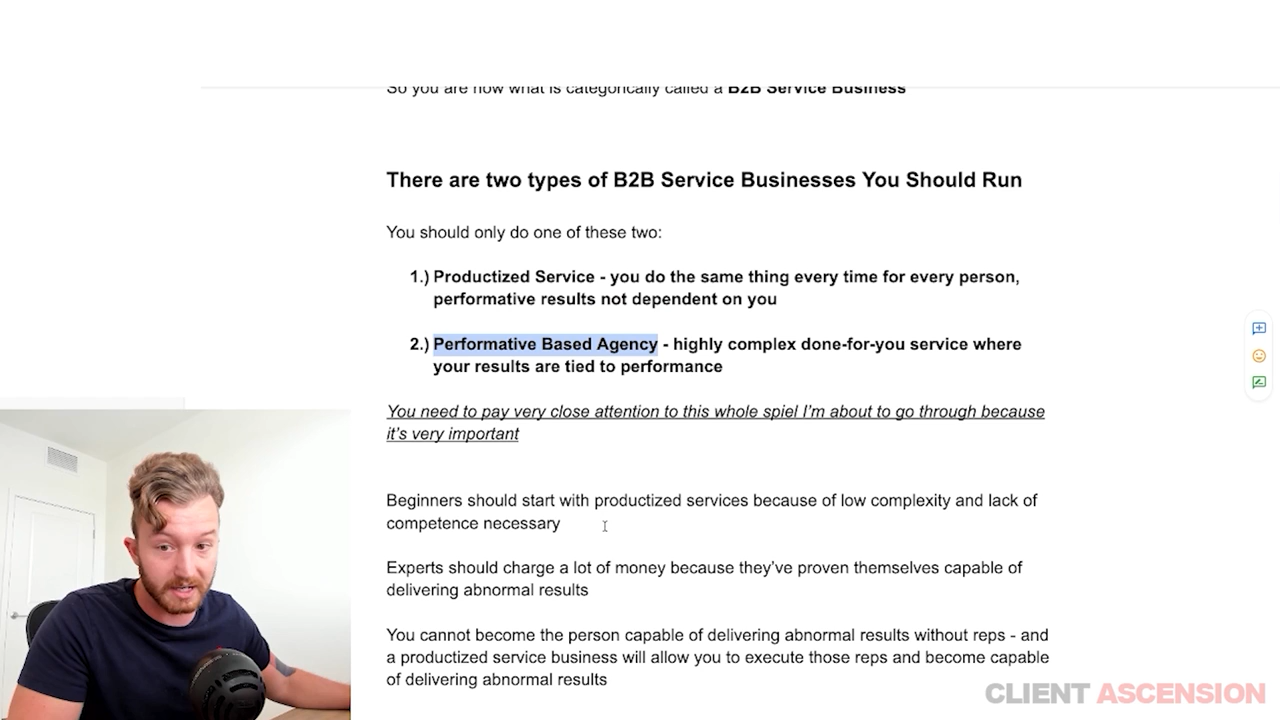 So you are now what is categorically called a B2B Service Business
There are two types of B2B Service Businesses You Should Run
You should only do one of these two:
1.) Productized Service - you do the same thing every time for every person,
performative results not dependent on you
2.) Performative Based Agency - highly complex done-for-you service where
your results are tied to performance
You need to pay very close attention to this whole spiel I’m about to go through because
it’s very important
Beginners should start with productized services because of low complexity and lack of
competence necessary
Experts should charge a lot of money because they’ve proven themselves capable of
delivering abnormal results
You cannot become the person capable of delivering abnormal results without reps - and
a productized service business will allow you to execute those reps and become capable
of delivering abnormal results
CLIENT ASCENSION